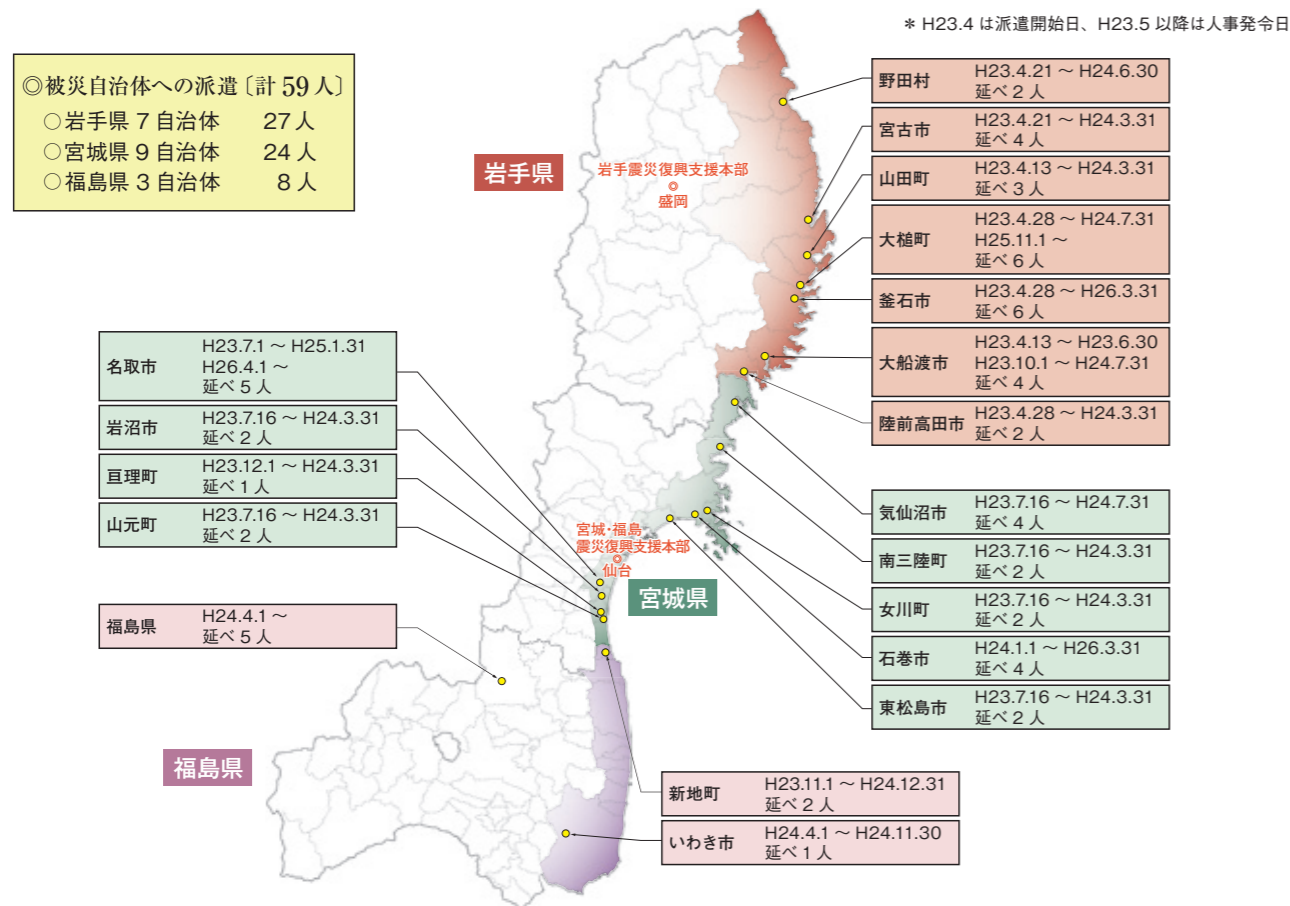 ＊ H23.4 は派遣開始日、H23.5 以降は人事発令日
◎被災自治体への派遣〔計 59 人〕
○岩手県 7 自治体 27 人
○宮城県 9 自治体 24 人
○福島県 3 自治体 8 人
岩手県
岩手震災復興支援本部
盛岡
野田村 H23.4.21 ～ H24.6.30
延べ 2 人
宮古市 H23.4.21 ～ H24.3.31
延べ 4 人
山田町 H23.4.13 ～ H24.3.31
延べ 3 人
大槌町 H23.4.28 ～ H24.7.31
H25.11.1 ～
延べ 6 人
釜石市 H23.4.28 ～ H26.3.31
延べ 6 人
大船渡市 H23.4.13 ～ H23.6.30
H23.10.1 ～ H24.7.31
延べ 4 人
陸前高田市 H23.4.28 ～ H24.3.31
延べ 2 人
名取市 H23.7.1 ～ H25.1.31
H26.4.1 ～
延べ 5 人
岩沼市 H23.7.16 ～ H24.3.31
延べ 2 人
亘理町 H23.12.1 ～ H24.3.31
延べ 1 人
山元町 H23.7.16 ～ H24.3.31
延べ 2 人
宮城・福島
震災復興支援本部
仙台
宮城県
気仙沼市 H23.7.16 ～ H24.7.31
延べ 4 人
南三陸町 H23.7.16 ～ H24.3.31
延べ 2 人
女川町 H23.7.16 ～ H24.3.31
延べ 2 人
石巻市 H24.1.1 ～ H26.3.31
延べ 4 人
東松島市 H23.7.16 ～ H24.3.31
延べ 2 人
福島県 H24.4.1 ～
延べ 5 人
福島県
新地町 H23.11.1 ～ H24.12.31
延べ 2 人
いわき市 H24.4.1 ～ H24.11.30
延べ 1 人